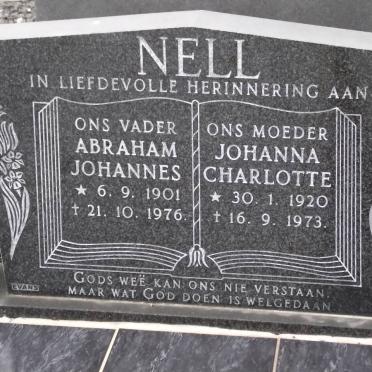 NELL
IN LIEFDEVOLLE HERINNERING AAN
ONS VADER
ABRAHAM
JOHANNES
★ 6. 9. 1901
† 21. 10. 1976.
ONS MOEDER
JOHANNA
CHARLOTTE
★ 30. 1. 1920
† 16. 9. 1973.
GODS WEË KAN ONS NIE VERSTAAN,
MAAR WAT GOD DOEN IS WELGEDAAN.
EVANS